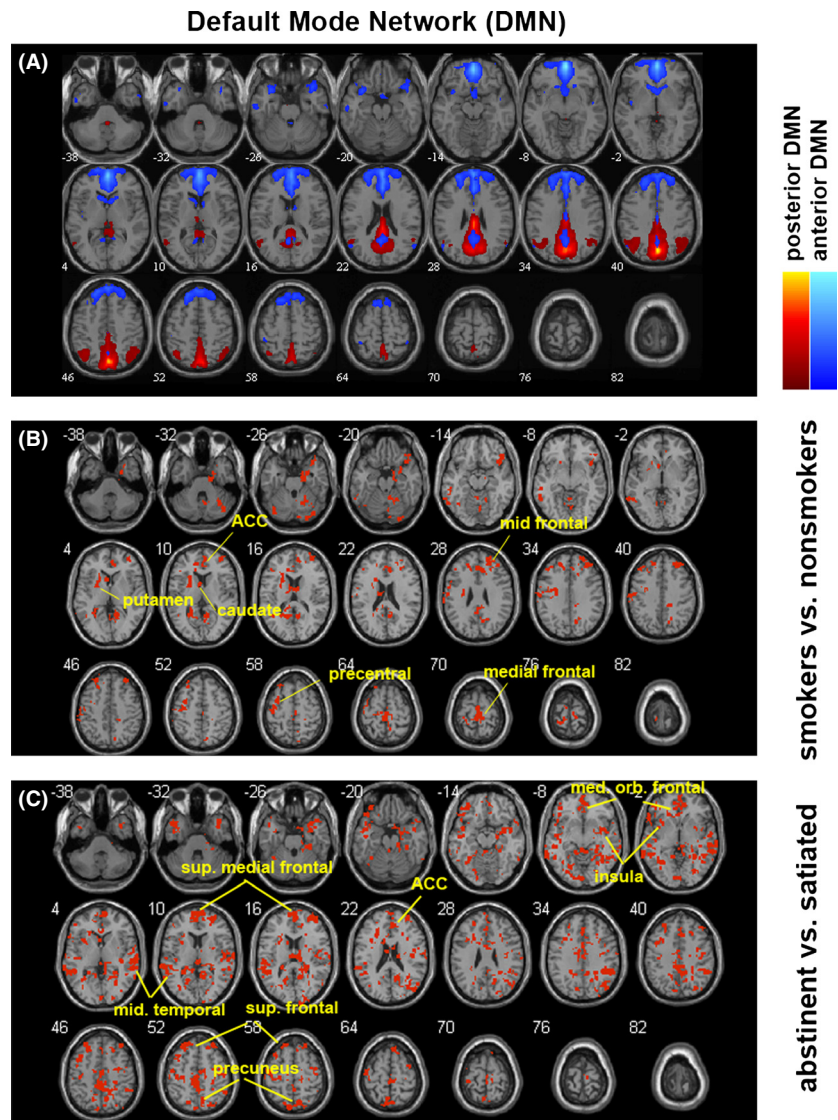 Default Mode Network (DMN)
(A)
-38 -32 -26 -20 -14 -8 -2
4 10 16 22 28 34 40
46 52 58 64 70 76 82
posterior DMN
anterior DMN
(B)
-38 -32 -26 -20 -14 -8 -2
ACC
mid frontal
4 10 16 22 28 34 40
putamen
caudate
46 52 58 64 70 76 82
precentral
medial frontal
smokers vs. nonsmokers
(C)
-38 -32 -26 -20 -14 -8 2
med. orb. frontal
insula
sup. medial frontal
ACC
4 10 16 22 28 34 40
mid. temporal
sup. frontal
46 52 58 64 70 76 82
precuneus
abstinent vs. satiated